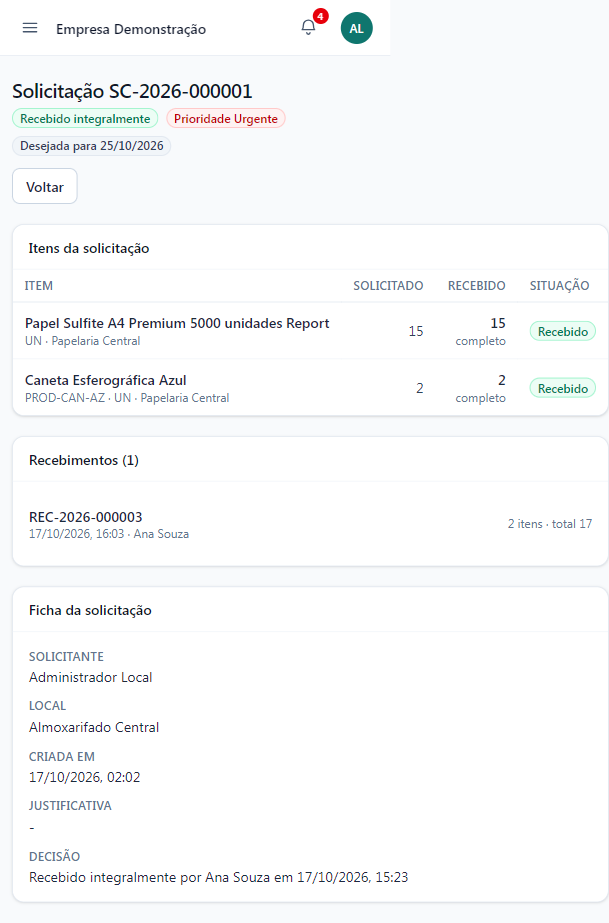 Empresa Demonstração
4
AL
Solicitação SC-2026-000001
Recebido integralmente
Prioridade Urgente
Desejada para 25/10/2026
Voltar
Itens da solicitação
ITEM SOLICITADO RECEBIDO SITUAÇÃO
Papel Sulfite A4 Premium 5000 unidades Report
UN · Papelaria Central
15
15
completo
Recebido
Caneta Esferográfica Azul
PROD-CAN-AZ · UN · Papelaria Central
2
2
completo
Recebido
Recebimentos (1)
REC-2026-000003
17/10/2026, 16:03 · Ana Souza
2 itens · total 17
Ficha da solicitação
SOLICITANTE
Administrador Local
LOCAL
Almoxarifado Central
CRIADA EM
17/10/2026, 02:02
JUSTIFICATIVA
-
DECISÃO
Recebido integralmente por Ana Souza em 17/10/2026, 15:23